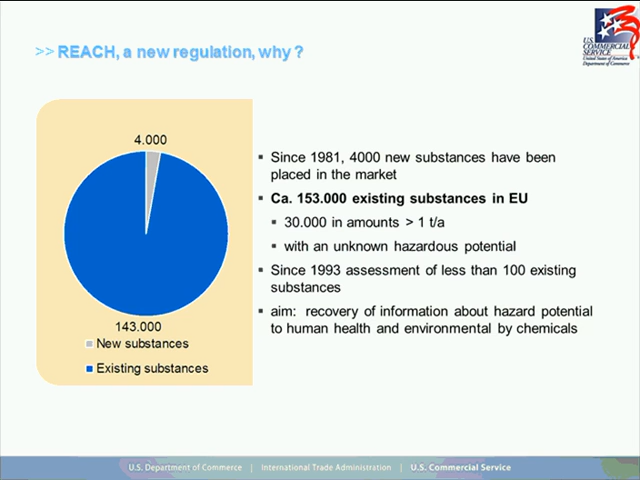 U.S.
COMMERCIAL
SERVICE
United States of America
Department of Commerce
>> REACH, a new regulation, why ?
4.000
143.000
New substances
Existing substances
▪ Since 1981, 4000 new substances have been
placed in the market
▪ Ca. 153.000 existing substances in EU
▪ 30.000 in amounts > 1 t/a
▪ with an unknown hazardous potential
▪ Since 1993 assessment of less than 100 existing
substances
▪ aim: recovery of information about hazard potential
to human health and environmental by chemicals
U.S. Department of Commerce | International Trade Administration | U.S. Commercial Service